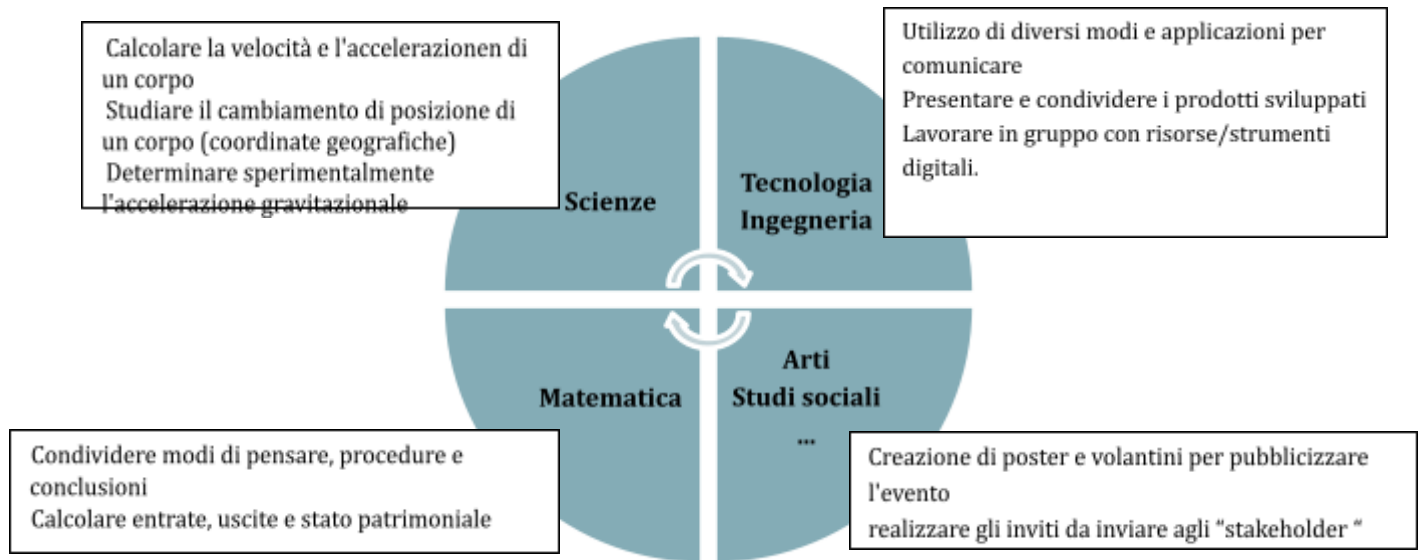 Calcolare la velocità e l'accelerazionen di
un corpo
Studiare il cambiamento di posizione di
un corpo (coordinate geografiche)
Determinare sperimentalmente
l'accelerazione gravitazionale
Scienze
Utilizzo di diversi modi e applicazioni per
comunicare
Presentare e condividere i prodotti sviluppati
Lavorare in gruppo con risorse/strumenti
digitali.
Tecnologia
Ingegneria
Matematica
Condividere modi di pensare, procedure e
conclusioni
Calcolare entrate, uscite e stato patrimoniale
Arti
Studi sociali
...
Creazione di poster e volantini per pubblicizzare
l'evento
realizzare gli inviti da inviare agli “stakeholder “